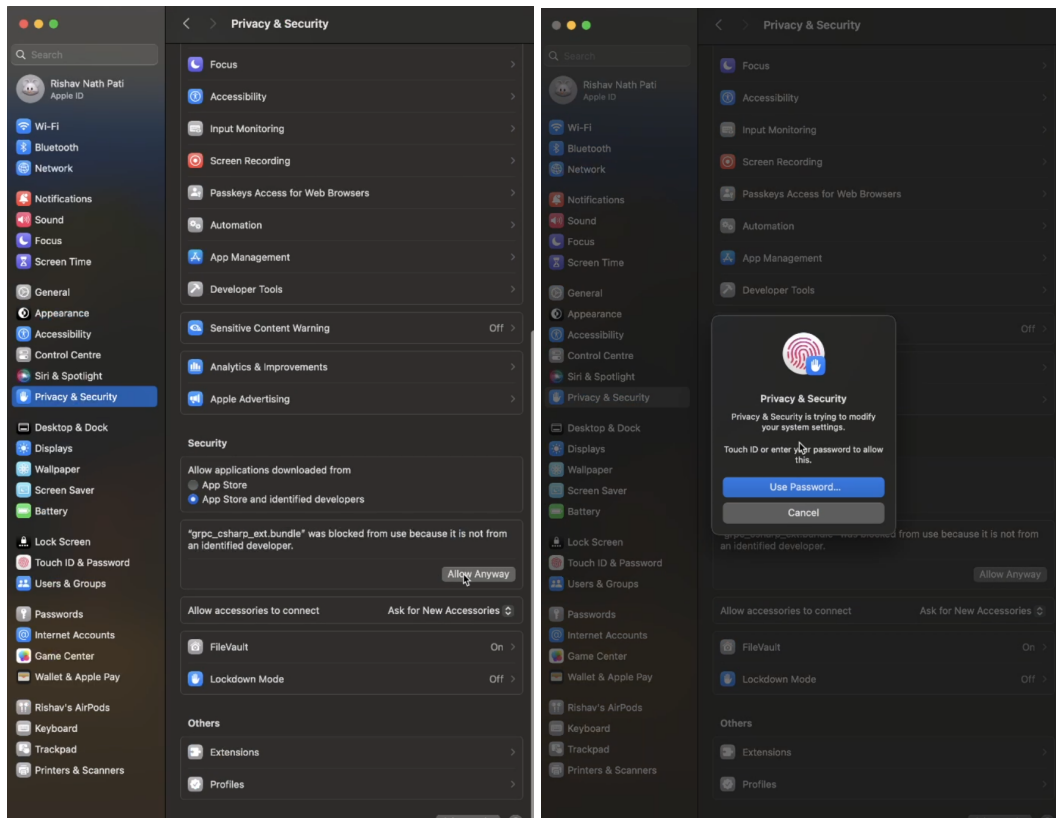 Privacy & Security
Search
Rishav Nath Pati
Apple ID
Wi-Fi
Bluetooth
Network
Notifications
Sound
Focus
Screen Time
General
Appearance
Accessibility
Control Centre
Siri & Spotlight
Privacy & Security
Desktop & Dock
Displays
Wallpaper
Screen Saver
Battery
Lock Screen
Touch ID & Password
Users & Groups
Passwords
Internet Accounts
Game Center
Wallet & Apple Pay
Rishav's AirPods
Keyboard
Trackpad
Printers & Scanners
Focus
Accessibility
Input Monitoring
Screen Recording
Passkeys Access for Web Browsers
Automation
App Management
Developer Tools
Sensitive Content Warning Off
Analytics & Improvements
Apple Advertising
Security
Allow applications downloaded from
App Store
App Store and identified developers
"grpc_csharp_ext.bundle" was blocked from use because it is not from
an identified developer.
Allow Anyway
Allow accessories to connect Ask for New Accessories
FileVault On
Lockdown Mode Off
Others
Extensions
Profiles
Privacy & Security
Search
Rishav Nath Pati
Apple ID
Wi-Fi
Bluetooth
Network
Notifications
Sound
Focus
Screen Time
General
Appearance
Accessibility
Control Centre
Siri & Spotlight
Privacy & Security
Desktop & Dock
Displays
Wallpaper
Screen Saver
Battery
Lock Screen
Touch ID & Password
Users & Groups
Passwords
Internet Accounts
Game Center
Wallet & Apple Pay
Rishav's AirPods
Keyboard
Trackpad
Printers & Scanners
Focus
Accessibility
Input Monitoring
Screen Recording
Passkeys Access for Web Browsers
Automation
App Management
Developer Tools
Off
Privacy & Security
Privacy & Security is trying to modify
your system settings.
Touch ID or enter your password to allow
this.
Use Password...
Cancel
from use because it is not from
an identified developer.
Allow Anyway
Allow accessories to connect Ask for New Accessories
FileVault On
Lockdown Mode Off
Others
Extensions
Profiles